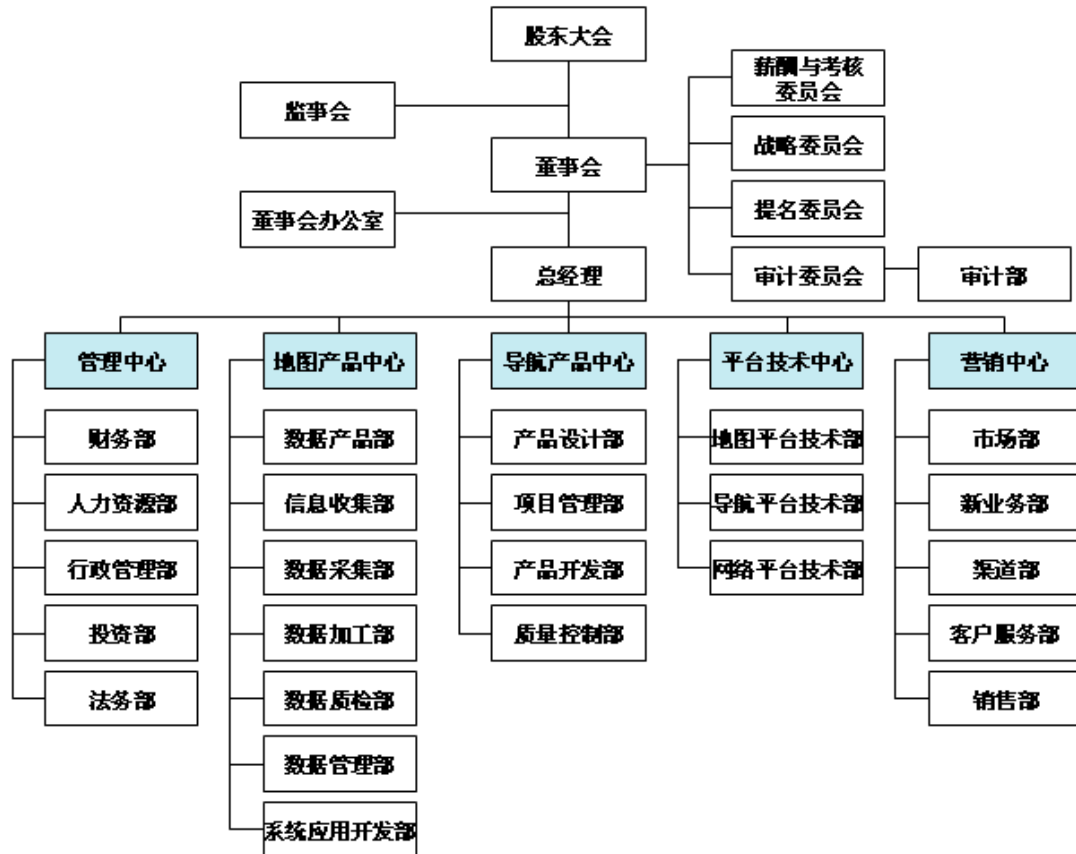 股东大会
薪酬与考核
委员会
监事会
战略委员会
董事会
提名委员会
董事会办公室
总经理
审计委员会
审计部
管理中心
地图产品中心
导航产品中心
平台技术中心
营销中心
财务部
数据产品部
产品设计部
地图平台技术部
市场部
人力资源部
信息收集部
项目管理部
导航平台技术部
新业务部
行政管理部
数据采集部
产品开发部
网络平台技术部
渠道部
投资部
数据加工部
质量控制部
客户服务部
法务部
数据质检部
销售部
数据管理部
系统应用开发部